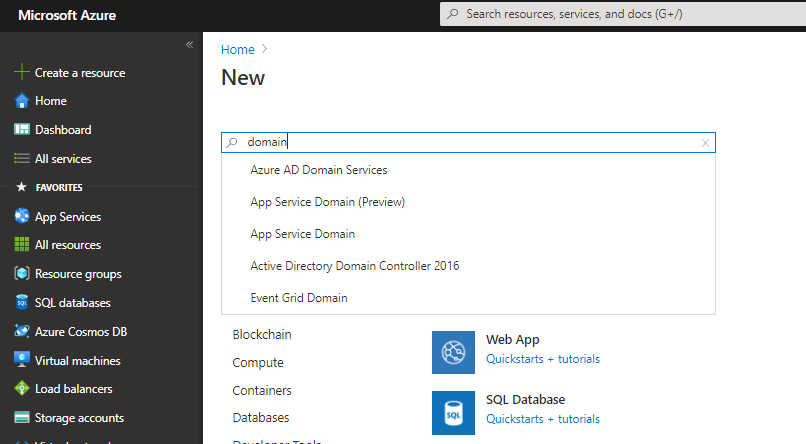 Microsoft Azure
Search resources, services, and docs (G+/)
«
Create a resource
Home
Dashboard
All services
FAVORITES
App Services
All resources
Resource groups
SQL databases
Azure Cosmos DB
Virtual machines
Load balancers
Storage accounts
Home >
New
domain
Azure AD Domain Services
App Service Domain (Preview)
App Service Domain
Active Directory Domain Controller 2016
Event Grid Domain
Blockchain
Compute
Containers
Databases
Developer Tools
Web App
Quickstarts + tutorials
SQL
SQL Database
Quickstarts + tutorials